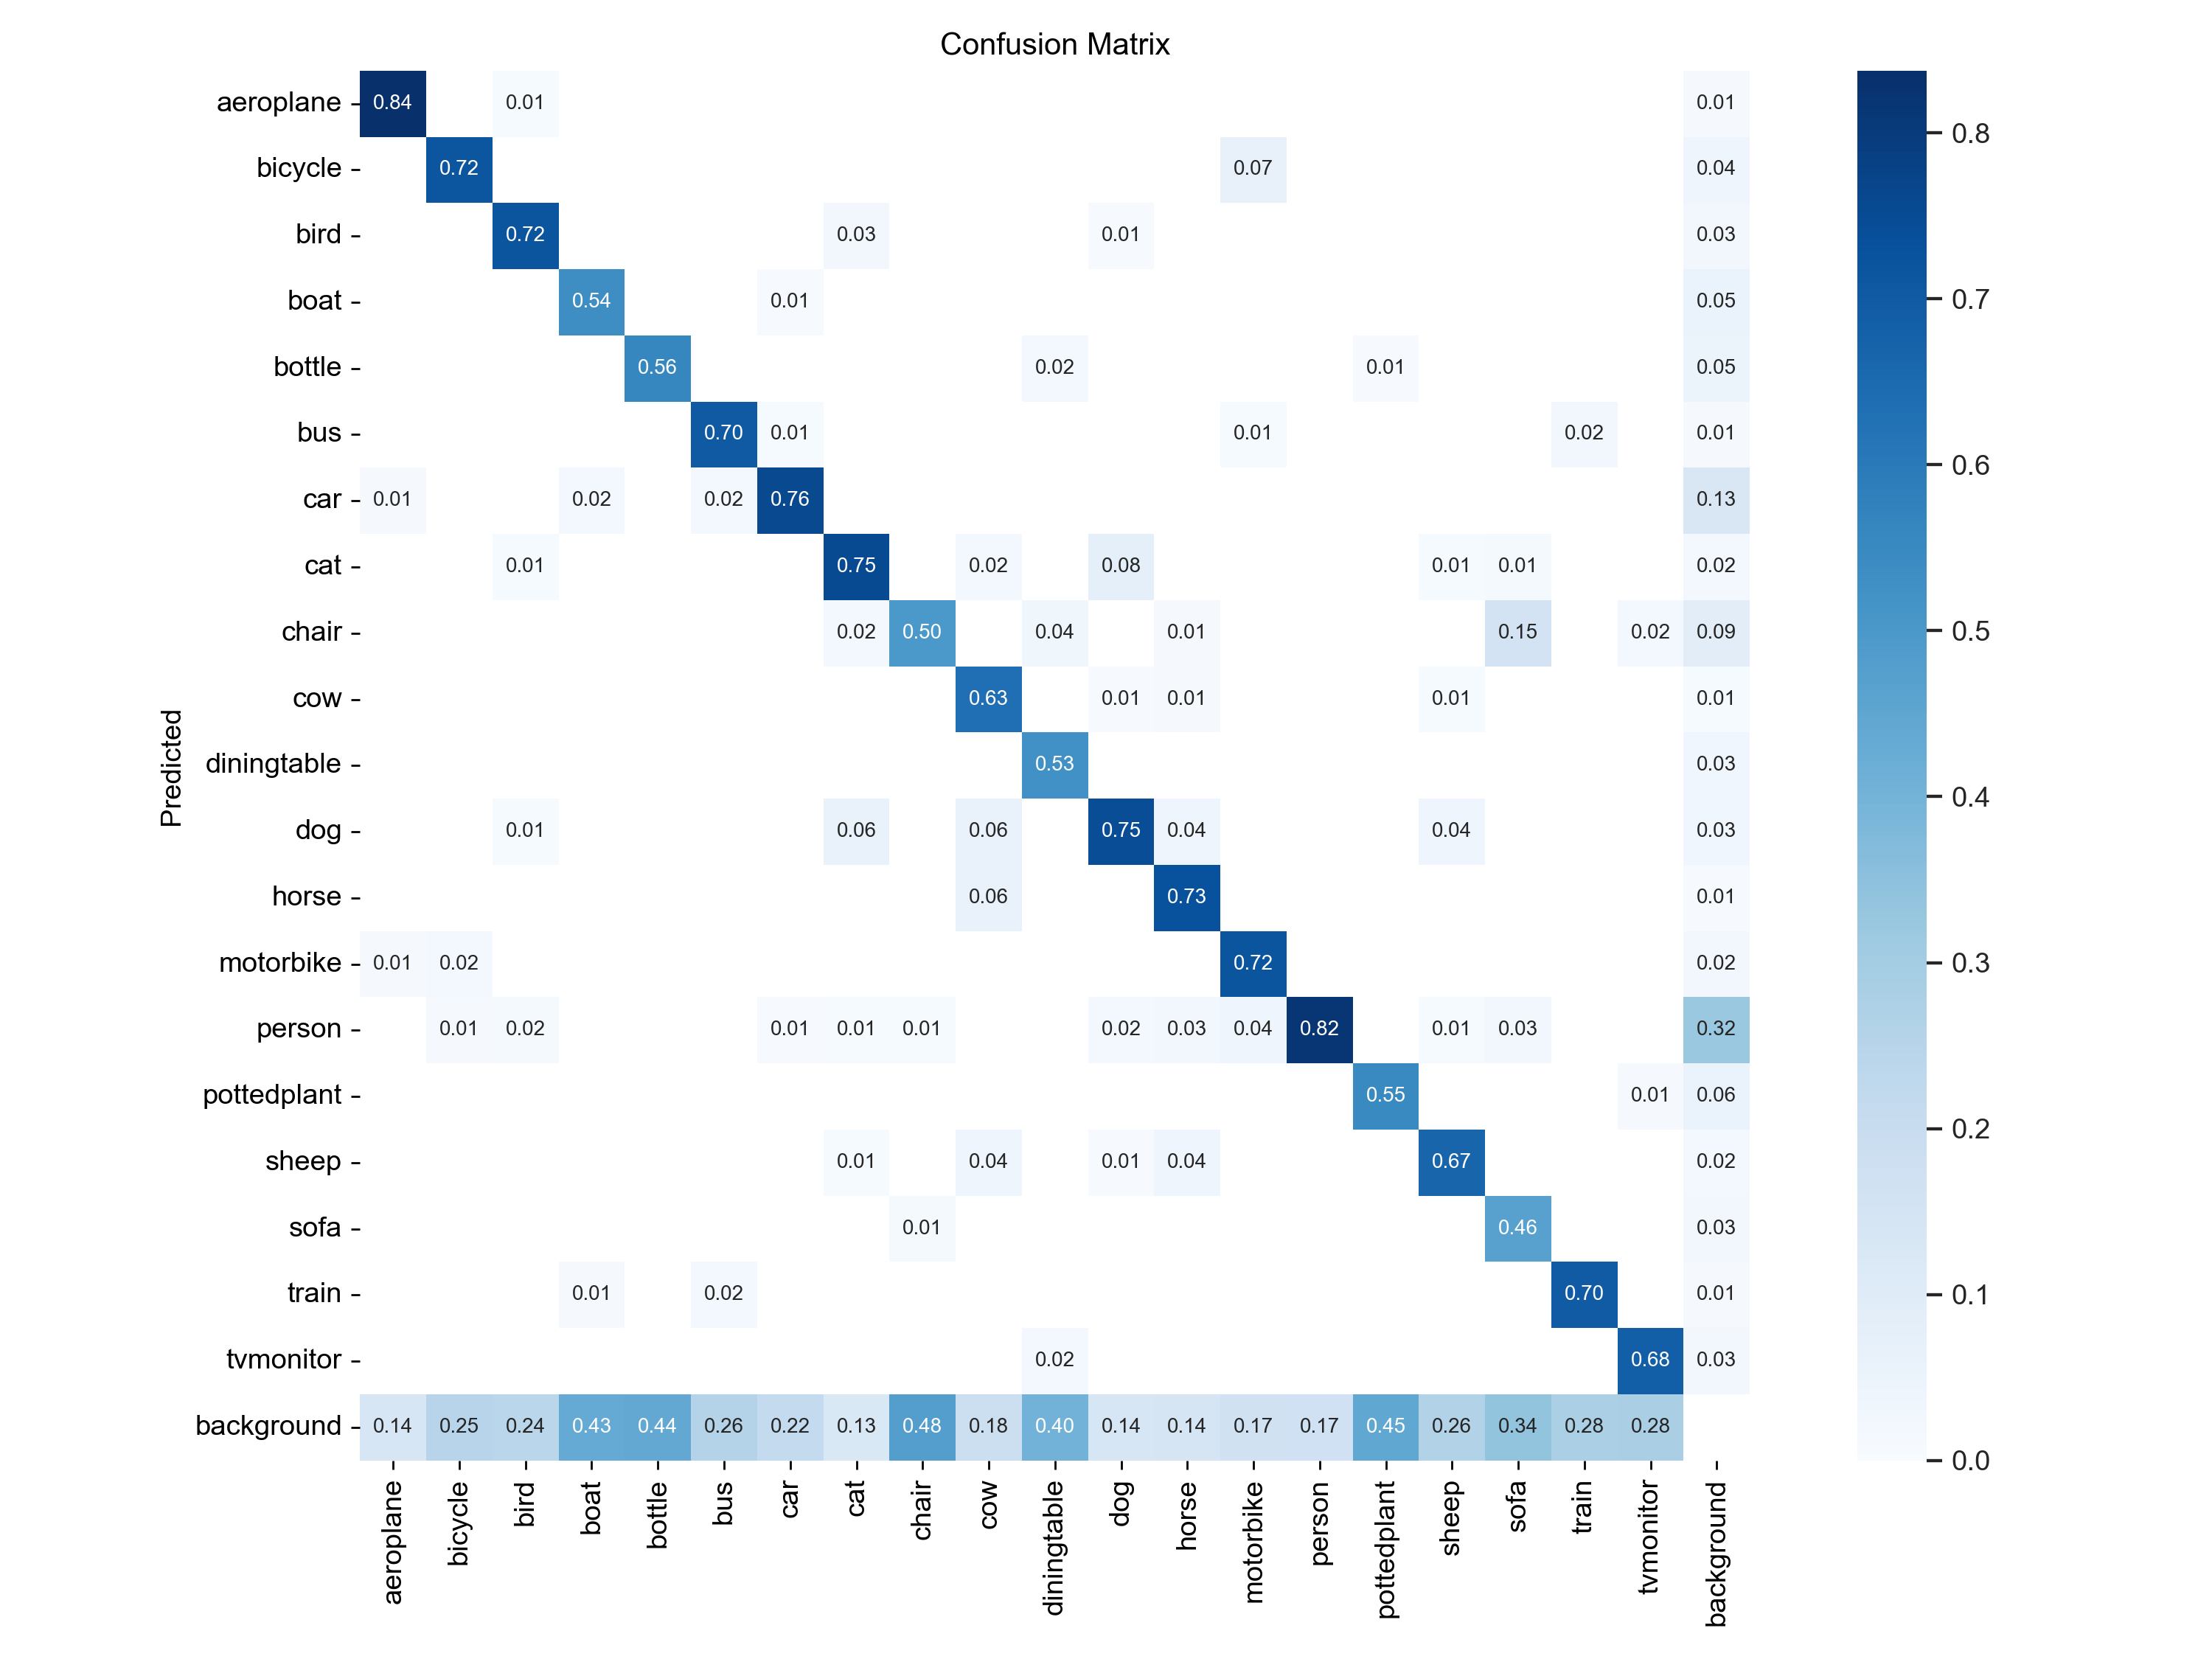 Confusion Matrix
aeroplane 0.84 0.01 0.01
bicycle 0.72 0.07 0.04
bird 0.72 0.03 0.01 0.03
boat 0.54 0.01 0.05
bottle 0.56 0.02 0.01 0.05
bus 0.70 0.01 0.01 0.02 0.01
car 0.01 0.02 0.02 0.76 0.13
cat 0.01 0.75 0.02 0.08 0.01 0.01 0.02
chair 0.02 0.50 0.04 0.01 0.15 0.02 0.09
cow 0.63 0.01 0.01 0.01 0.01
diningtable 0.53 0.03
dog 0.01 0.06 0.06 0.75 0.04 0.04 0.03
horse 0.06 0.73 0.01
motorbike 0.01 0.02 0.72 0.02
person 0.01 0.02 0.01 0.01 0.01 0.02 0.03 0.04 0.82 0.01 0.03 0.32
pottedplant 0.55 0.01 0.06
sheep 0.01 0.04 0.01 0.04 0.67 0.02
sofa 0.01 0.46 0.03
train 0.01 0.02 0.70 0.01
tvmonitor 0.02 0.68 0.03
background 0.14 0.25 0.24 0.43 0.44 0.26 0.22 0.13 0.48 0.18 0.40 0.14 0.14 0.17 0.17 0.45 0.26 0.34 0.28 0.28
Predicted
aeroplane bicycle bird boat bottle bus car cat chair cow diningtable dog horse motorbike person pottedplant sheep sofa train tvmonitor background
0.8
0.7
0.6
0.5
0.4
0.3
0.2
0.1
0.0